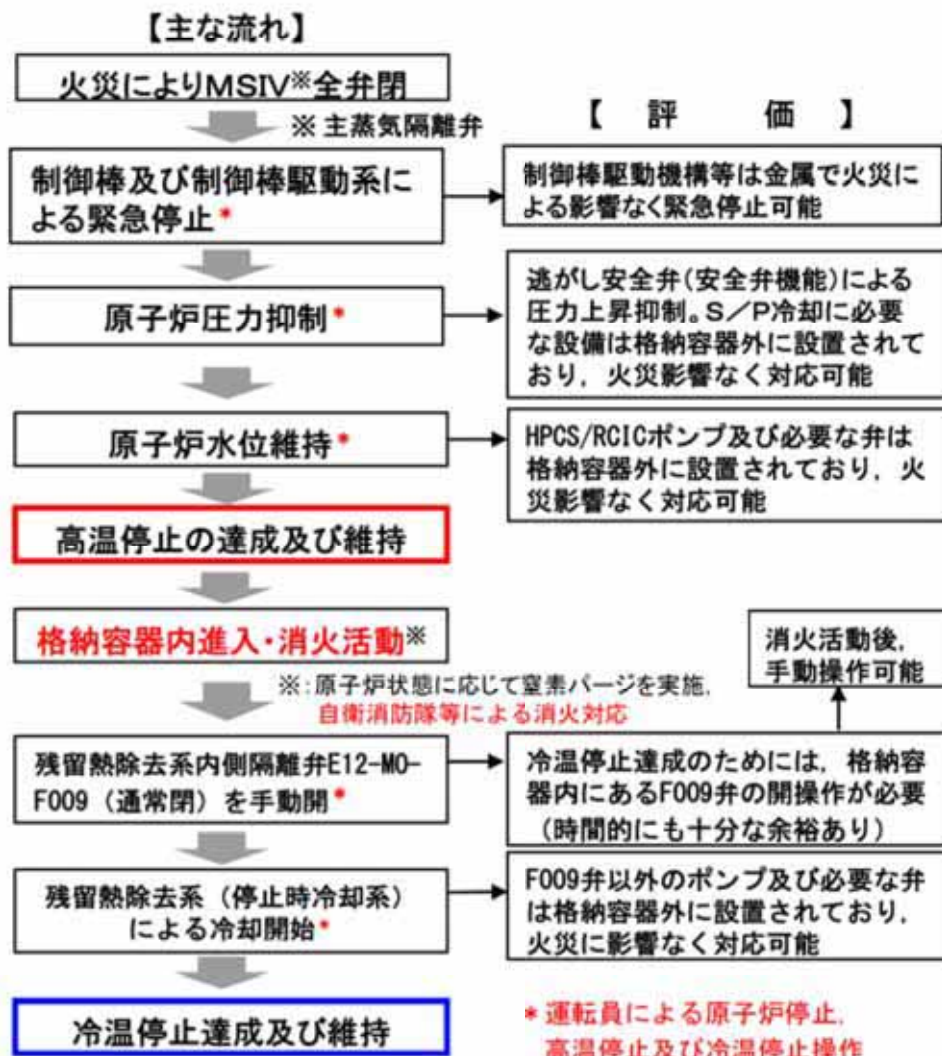 【主な流れ】
火災によりMSIV※全弁閉
※ 主蒸気隔離弁
【 評 価 】
制御棒及び制御棒駆動系に
よる緊急停止*
制御棒駆動機構等は金属で火災に
よる影響なく緊急停止可能
原子炉圧力抑制*
逃がし安全弁(安全弁機能)による
圧力上昇抑制。S/P冷却に必要
な設備は格納容器外に設置されて
おり，火災影響なく対応可能
原子炉水位維持*
HPCS/RCICポンプ及び必要な弁は
格納容器外に設置されており，火
災影響なく対応可能
高温停止の達成及び維持
格納容器内進入・消火活動※
※:原子炉状態に応じて窒素パージを実施，
自衛消防隊等による消火対応
消火活動後，
手動操作可能
残留熱除去系内側隔離弁E12-MO-
F009（通常閉）を手動開*
冷温停止達成のためには，格納容
器内にあるF009弁の開操作が必要
（時間的にも十分な余裕あり）
残留熱除去系（停止時冷却系）
による冷却開始*
F009弁以外のポンプ及び必要な弁
は格納容器外に設置されており，
火災に影響なく対応可能
冷温停止達成及び維持
* 運転員による原子炉停止，
高温停止及び冷温停止操作